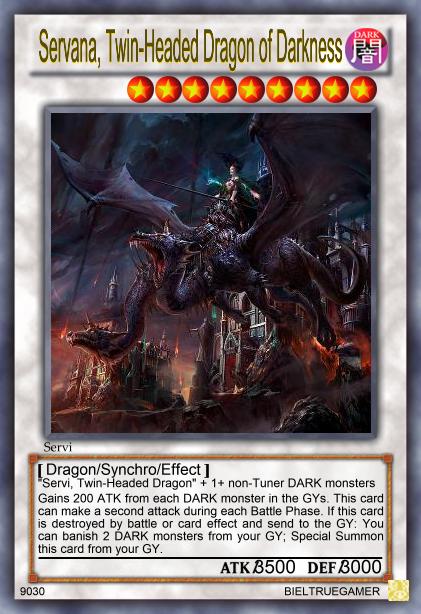 Servana, Twin-Headed Dragon of Darkness
DARK
闇
Servi
[ Dragon/Synchro/Effect ]
"Servi, Twin-Headed Dragon" + 1+ non-Tuner DARK monsters
Gains 200 ATK from each DARK monster in the GYs. This card
can make a second attack during each Battle Phase. If this card
is destroyed by battle or card effect and send to the GY: You
can banish 2 DARK monsters from your GY; Special Summon
this card from your GY.
ATK 3500 DEF 3000
9030 BIELTRUEGAMER